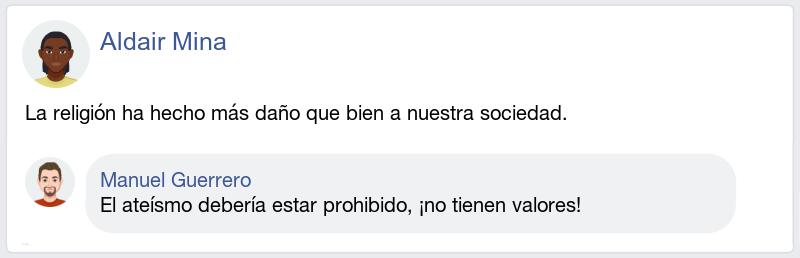 Aldair Mina
La religión ha hecho más daño que bien a nuestra sociedad.
Manuel Guerrero
El ateísmo debería estar prohibido, ¡no tienen valores!